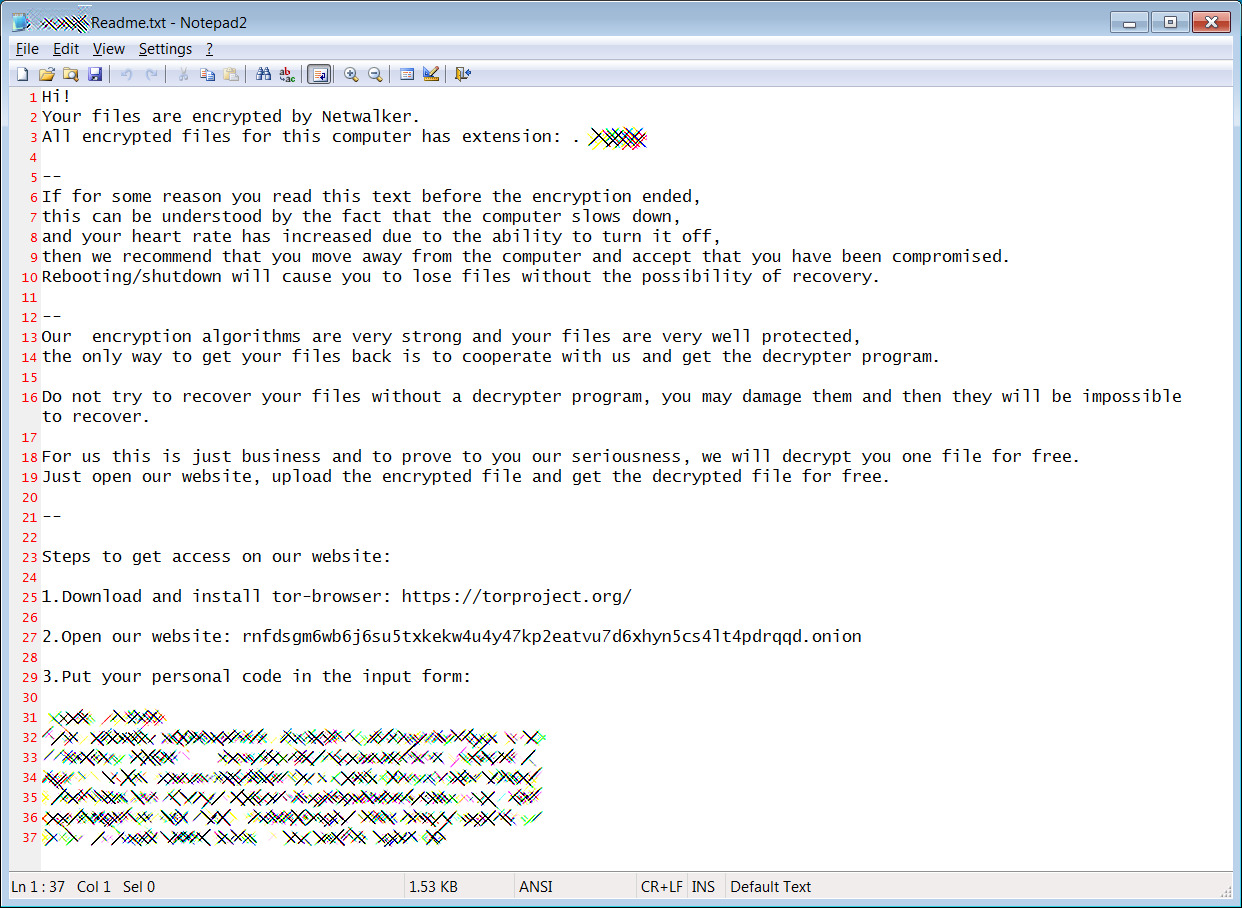 Readme.txt - Notepad2
File Edit View Settings ?
1 Hi!
2 Your files are encrypted by Netwalker.
3 All encrypted files for this computer has extension: .
4
5 --
6 If for some reason you read this text before the encryption ended,
7 this can be understood by the fact that the computer slows down,
8 and your heart rate has increased due to the ability to turn it off,
9 then we recommend that you move away from the computer and accept that you have been compromised.
10 Rebooting/shutdown will cause you to lose files without the possibility of recovery.
11
12 --
13 Our  encryption algorithms are very strong and your files are very well protected,
14 the only way to get your files back is to cooperate with us and get the decrypter program.
15
16 Do not try to recover your files without a decrypter program, you may damage them and then they will be impossible
to recover.
17
18 For us this is just business and to prove to you our seriousness, we will decrypt you one file for free.
19 Just open our website, upload the encrypted file and get the decrypted file for free.
20
21 --
22
23 Steps to get access on our website:
24
25 1.Download and install tor-browser: https://torproject.org/
26
27 2.Open our website: rnfdsgm6wb6j6su5txkekw4u4y47kp2eatvu7d6xhyn5cs4lt4pdrqqd.onion
28
29 3.Put your personal code in the input form:
30
31
32
33
34
35
36
37
Ln 1 : 37 Col 1 Sel 0 1.53 KB ANSI CR+LF INS Default Text